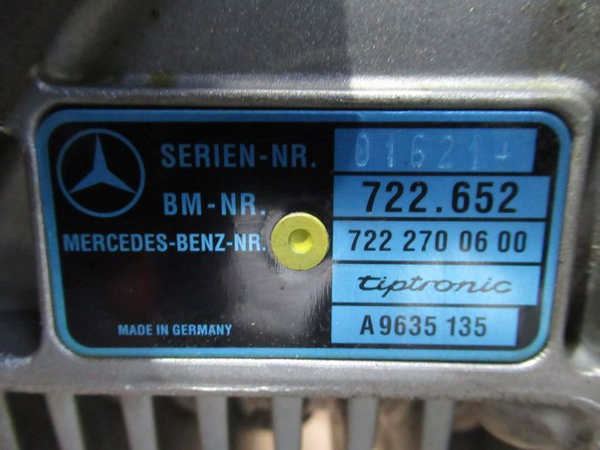 SERIEN-NR. 016214
BM-NR. 722.652
MERCEDES-BENZ-NR. 722 270 06 00
tiptronic
MADE IN GERMANY A9635 135